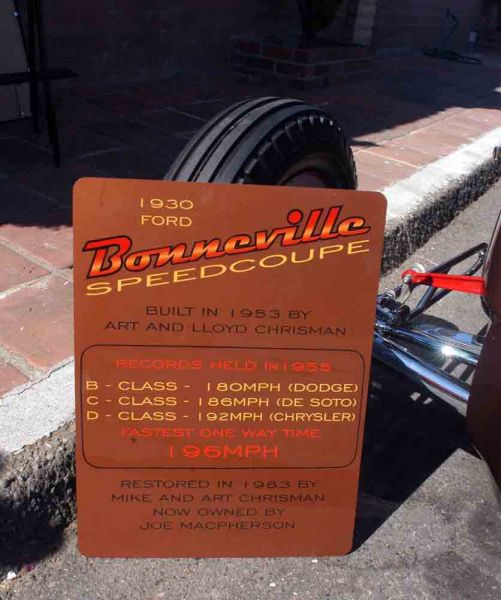 1930
FORD
Bonneville
SPEEDCOUPE
BUILT IN 1953 BY
ART AND LLOYD CHRISMAN
RECORDS HELD IN 1955
B - CLASS - 180MPH (DODGE)
C - CLASS - 186MPH (DE SOTO)
D - CLASS - 192MPH (CHRYSLER)
FASTEST ONE WAY TIME
196MPH
RESTORED IN 1983 BY
MIKE AND ART CHRISMAN
NOW OWNED BY
JOE MACPHERSON